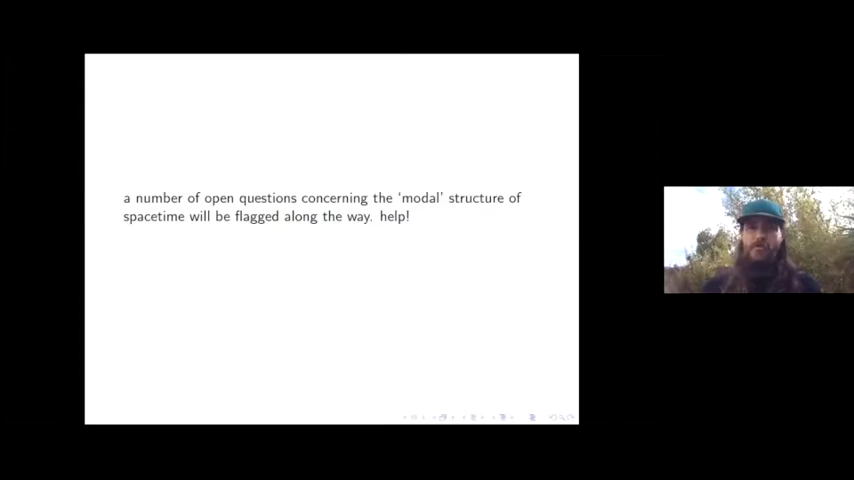 a number of open questions concerning the ‘modal’ structure of
spacetime will be flagged along the way. help!